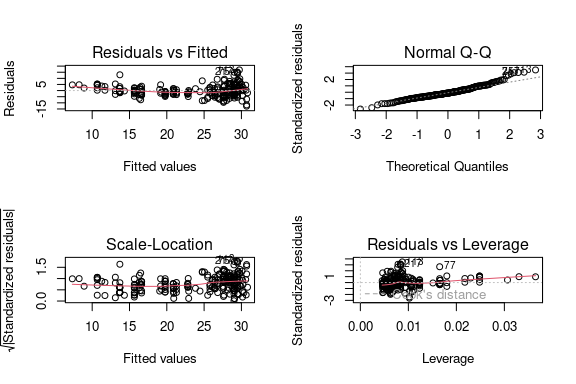 Residuals vs Fitted
Residuals
-15
5
10 15 20 25 30
Fitted values
Normal Q-Q
Standardized residuals
-2
2
-3 -2 -1 0 1 2 3
Theoretical Quantiles
Scale-Location
√|Standardized residuals|
0.0
1.5
10 15 20 25 30
Fitted values
Residuals vs Leverage
Standardized residuals
-3
1
77
Cook's distance
0.00 0.01 0.02 0.03
Leverage